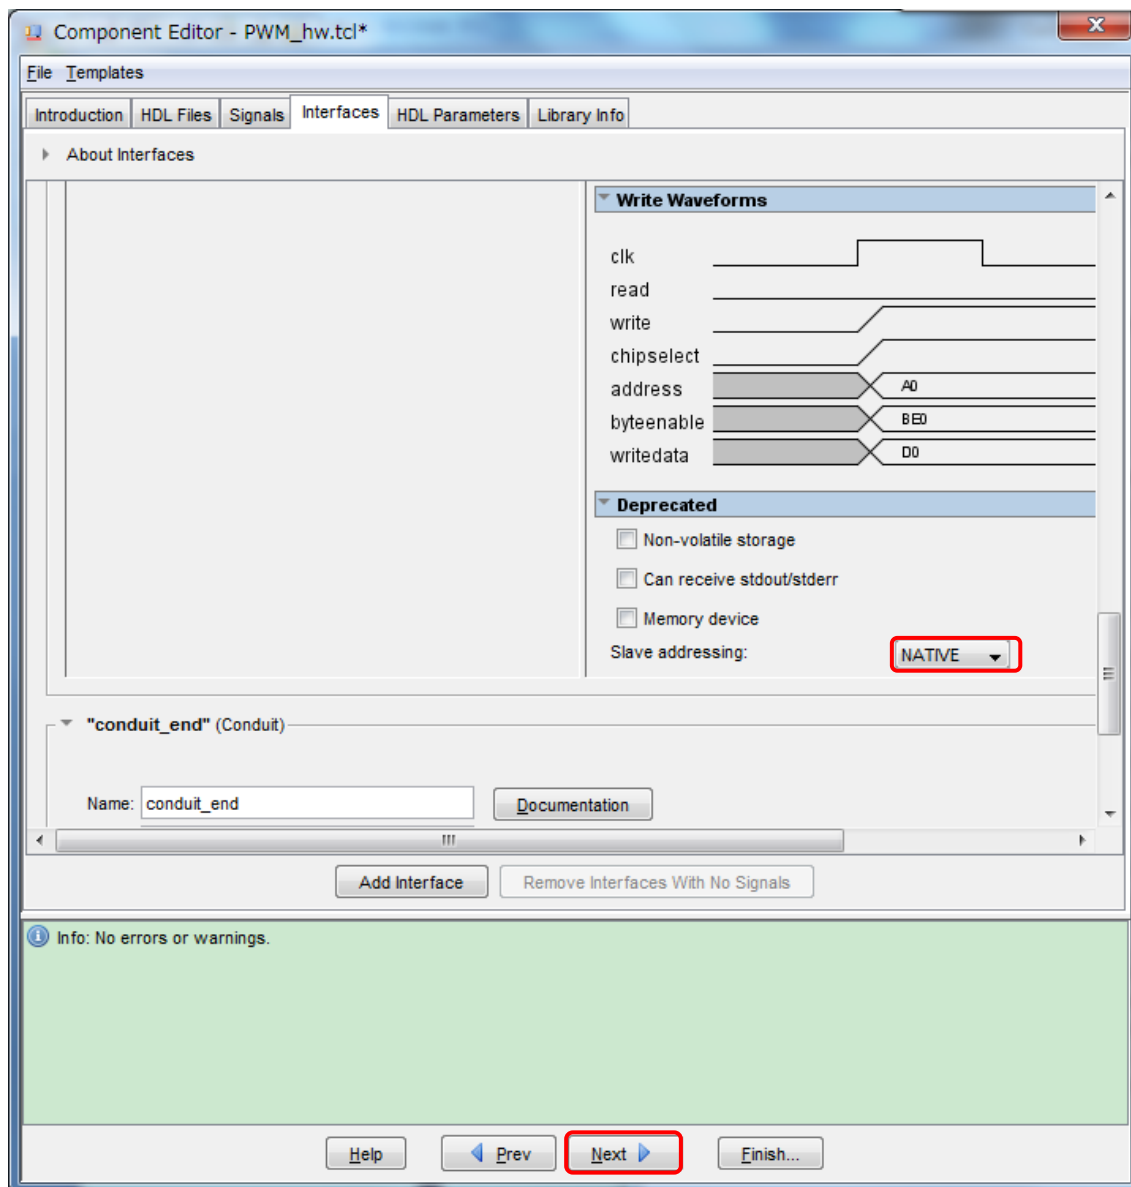 Component Editor - PWM_hw.tcl*
File Templates
Introduction HDL Files Signals Interfaces HDL Parameters Library Info
About Interfaces
Write Waveforms
clk
read
write
chipselect
address A0
byteenable BE0
writedata D0
Deprecated
Non-volatile storage
Can receive stdout/stderr
Memory device
Slave addressing: NATIVE
"conduit_end" (Conduit)
Name: conduit_end Documentation
Add Interface Remove Interfaces With No Signals
Info: No errors or warnings.
Help Prev Next Finish...